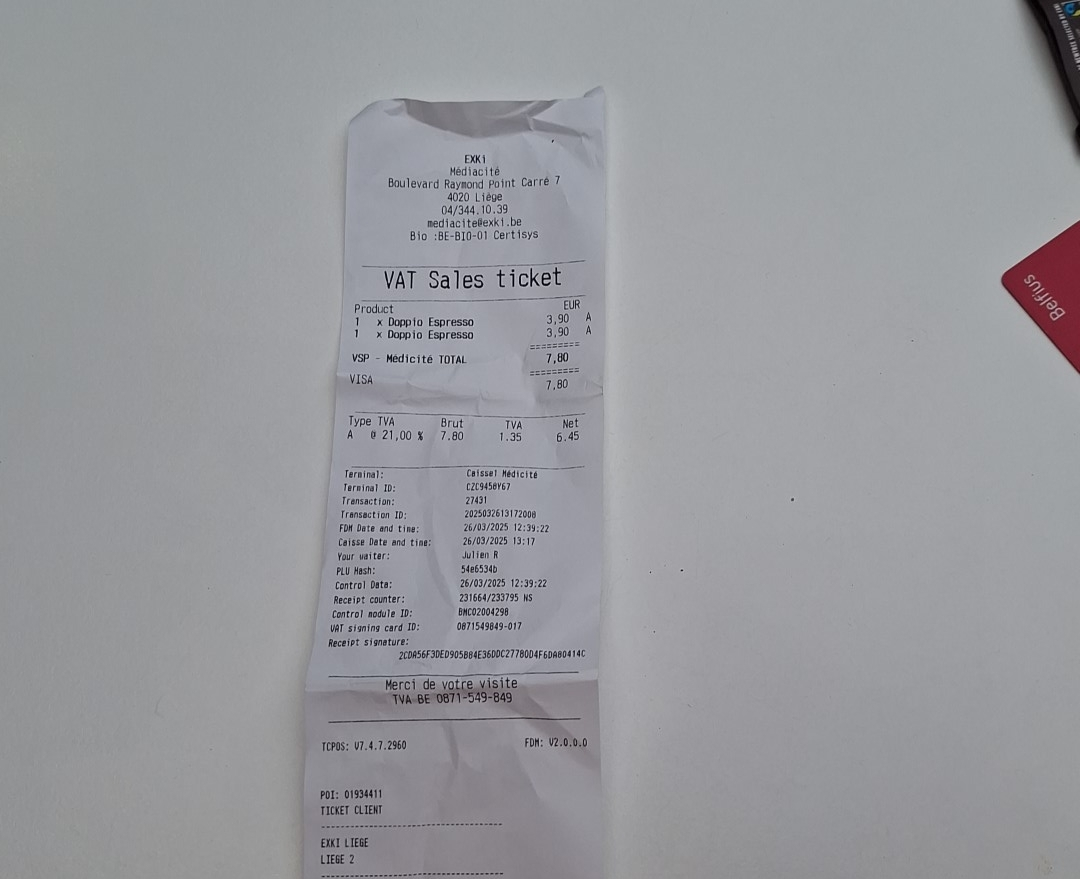 EXKi
Médiacité
Boulevard Raymond Point Carré 7
4020 Liège
04/344.10.39
mediacite@exki.be
Bio :BE-BIO-01 Certisys
VAT Sales ticket
Product EUR
1 x Doppio Espresso 3,90 A
1 x Doppio Espresso 3,90 A
=========
VSP - Médicité TOTAL 7,80
=========
VISA 7,80
Type TVA Brut TVA Net
A @ 21,00 % 7.80 1.35 6.45
Terminal: Caisse1 Médicité
Terminal ID: CZC9458Y67
Transaction: 27431
Transaction ID: 2025032613172008
FDM Date and time: 26/03/2025 12:39:22
Caisse Date and time: 26/03/2025 13:17
Your waiter: Julien R
PLU Hash: 54e6534b
Control Data: 26/03/2025 12:39:22
Receipt counter: 231664/233795 NS
Control module ID: BMC02004298
VAT signing card ID: 0871549849-017
Receipt signature:
2CDA56F3DED905B84E36DDC27780D4F6DA80414C
Merci de votre visite
TVA BE 0871-549-849
TCPOS: V7.4.7.2960 FDM: V2.0.0.0
POI: 01934411
TICKET CLIENT
EXKI LIEGE
LIEGE 2
Belfius